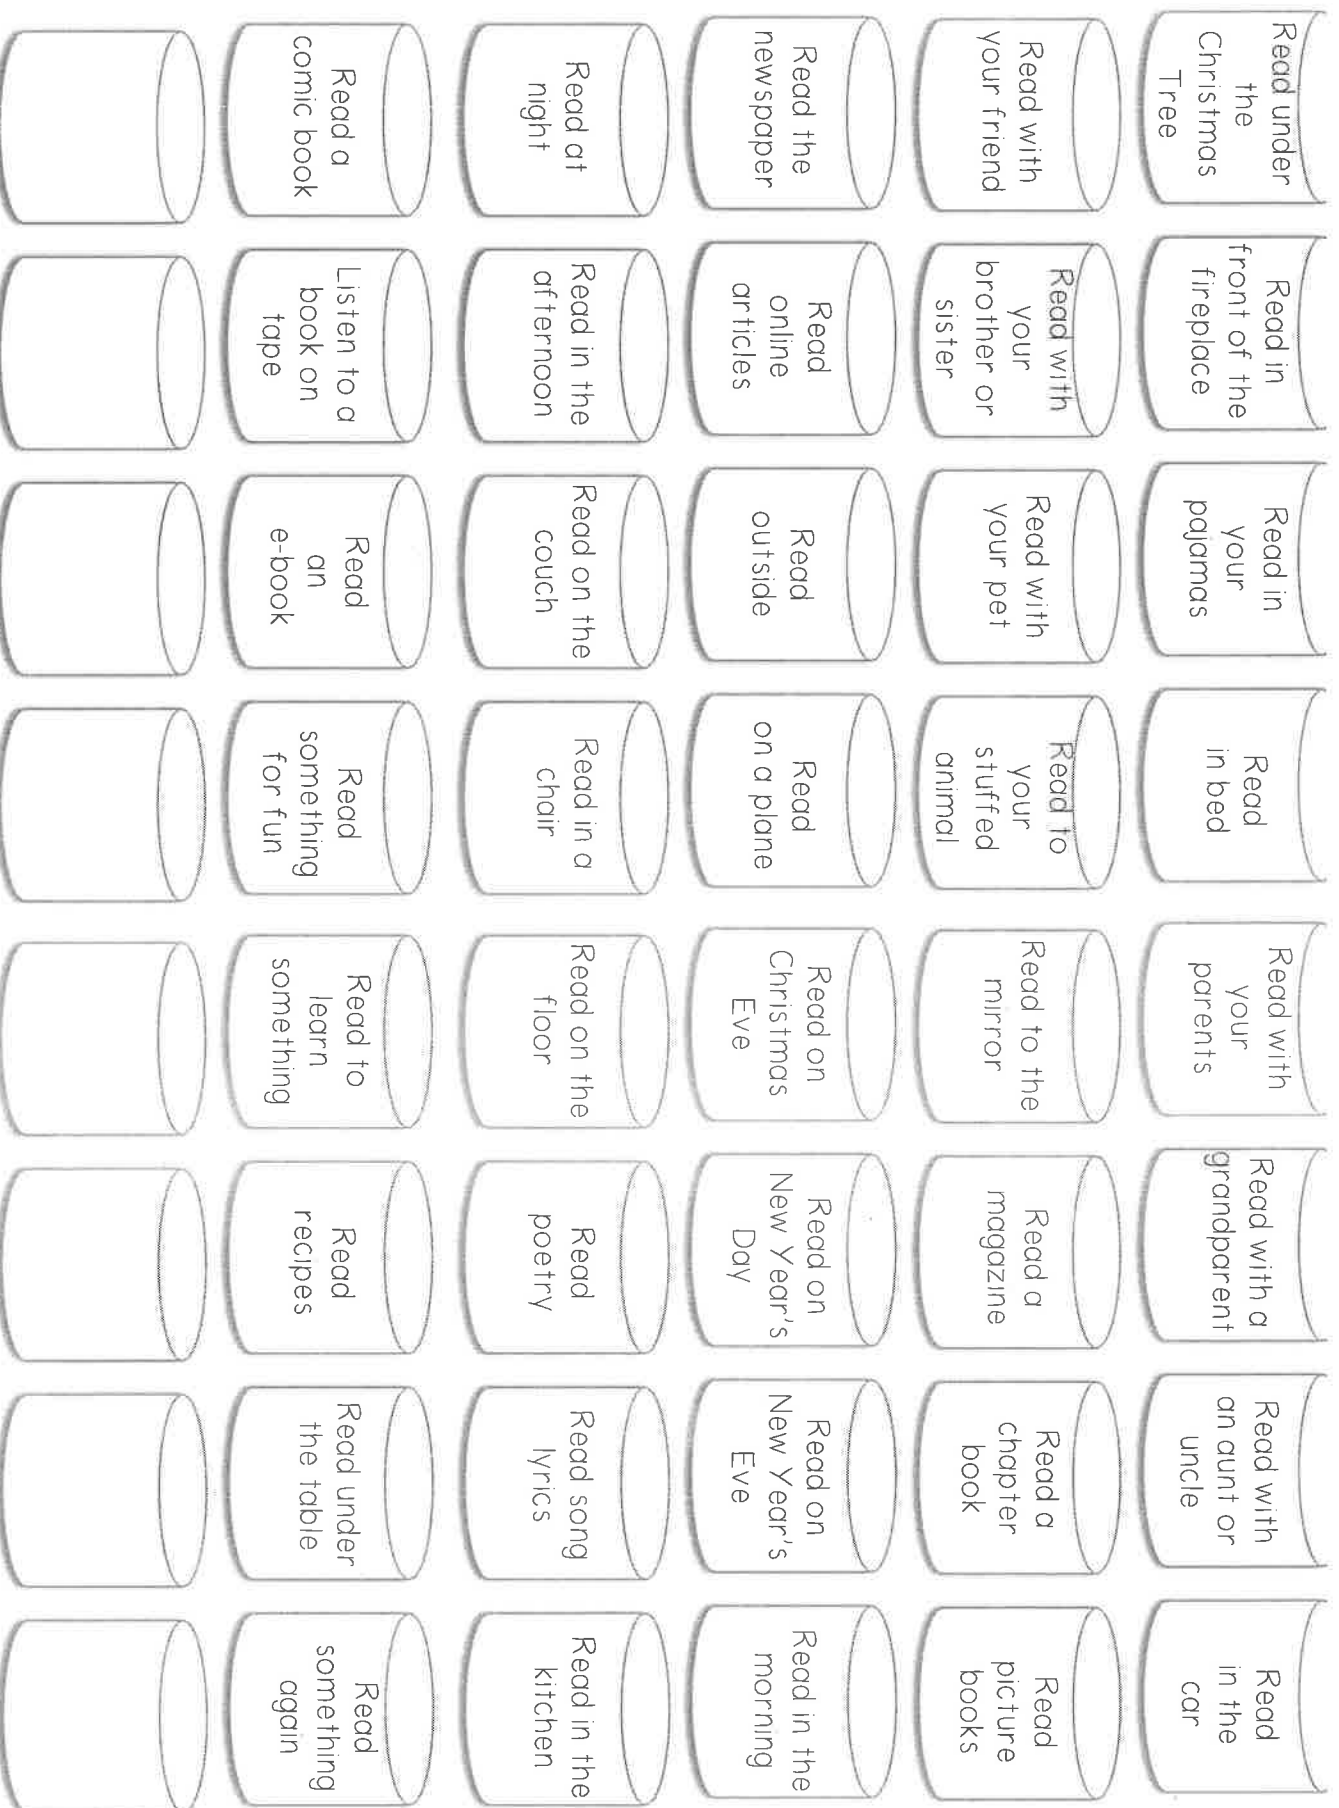 Read under
the
Christmas
Tree
Read in
front of the
fireplace
Read in
your
pajamas
Read
in bed
Read with
your
parents
Read with a
grandparent
Read with
an aunt or
uncle
Read
in the
car
Read with
your friend
Read with
your
brother or
sister
Read with
your pet
Read to
your
stuffed
animal
Read to the
mirror
Read a
magazine
Read a
chapter
book
Read
picture
books
Read the
newspaper
Read
online
articles
Read
outside
Read
on a plane
Read on
Christmas
Eve
Read on
New Year's
Day
Read on
New Year's
Eve
Read in the
morning
Read at
night
Read in the
afternoon
Read on the
couch
Read in a
chair
Read on the
floor
Read
poetry
Read song
lyrics
Read in the
kitchen
Read a
comic book
Listen to a
book on
tape
Read
an
e-book
Read
something
for fun
Read to
learn
something
Read
recipes
Read under
the table
Read
something
again